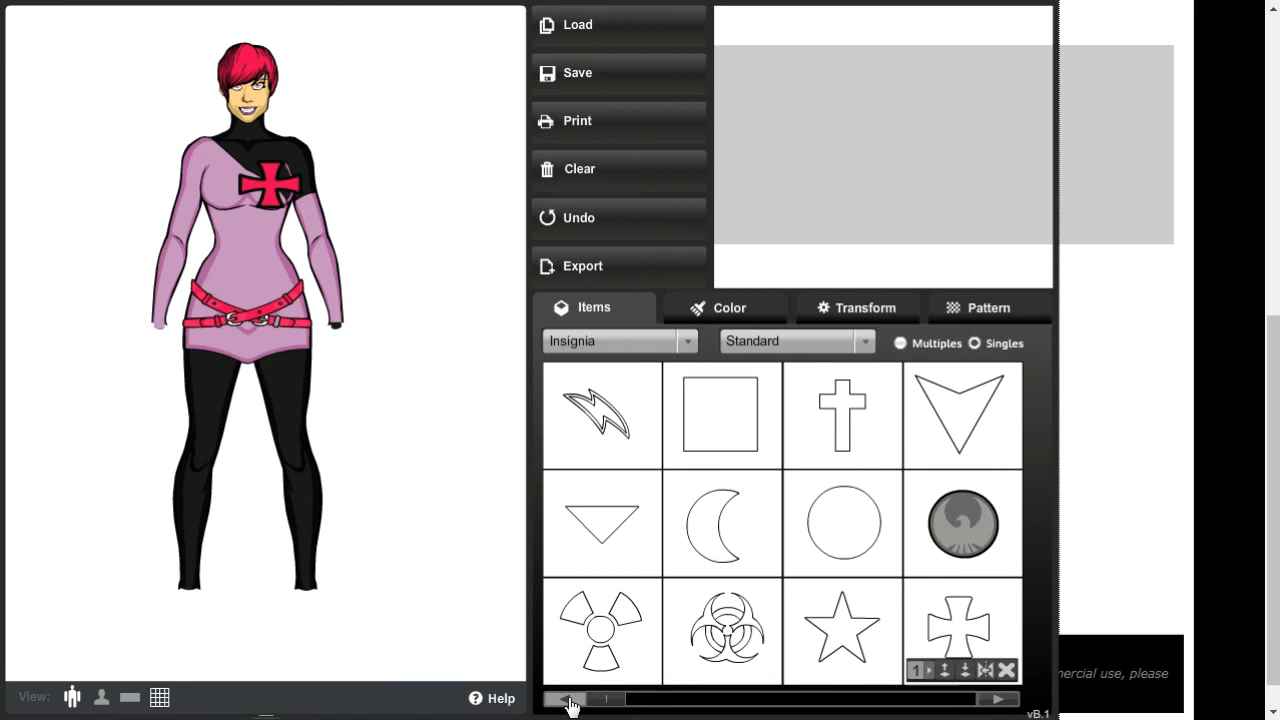 Load
Save
Print
Clear
Undo
Export
Items
Color
Transform
Pattern
Insignia
Standard
Multiples
Singles
1
mercial use, please
View:
Help
vB.1